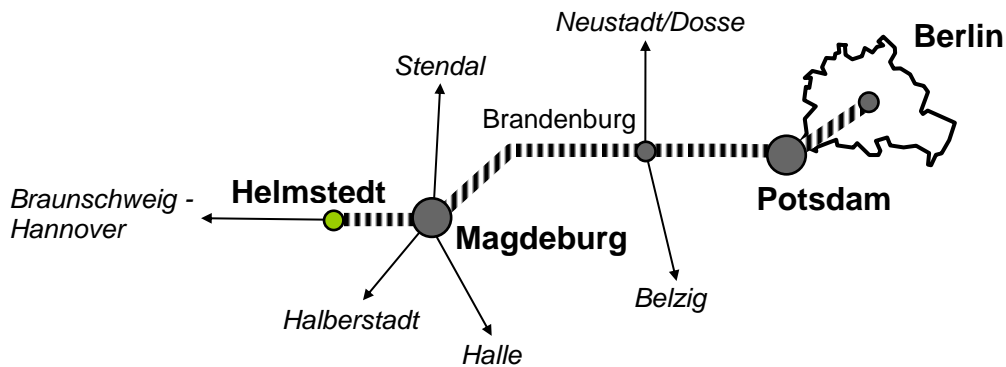 Neustadt/Dosse
Berlin
Stendal
Brandenburg
Helmstedt
Potsdam
Braunschweig -
Hannover
Magdeburg
Belzig
Halberstadt
Halle